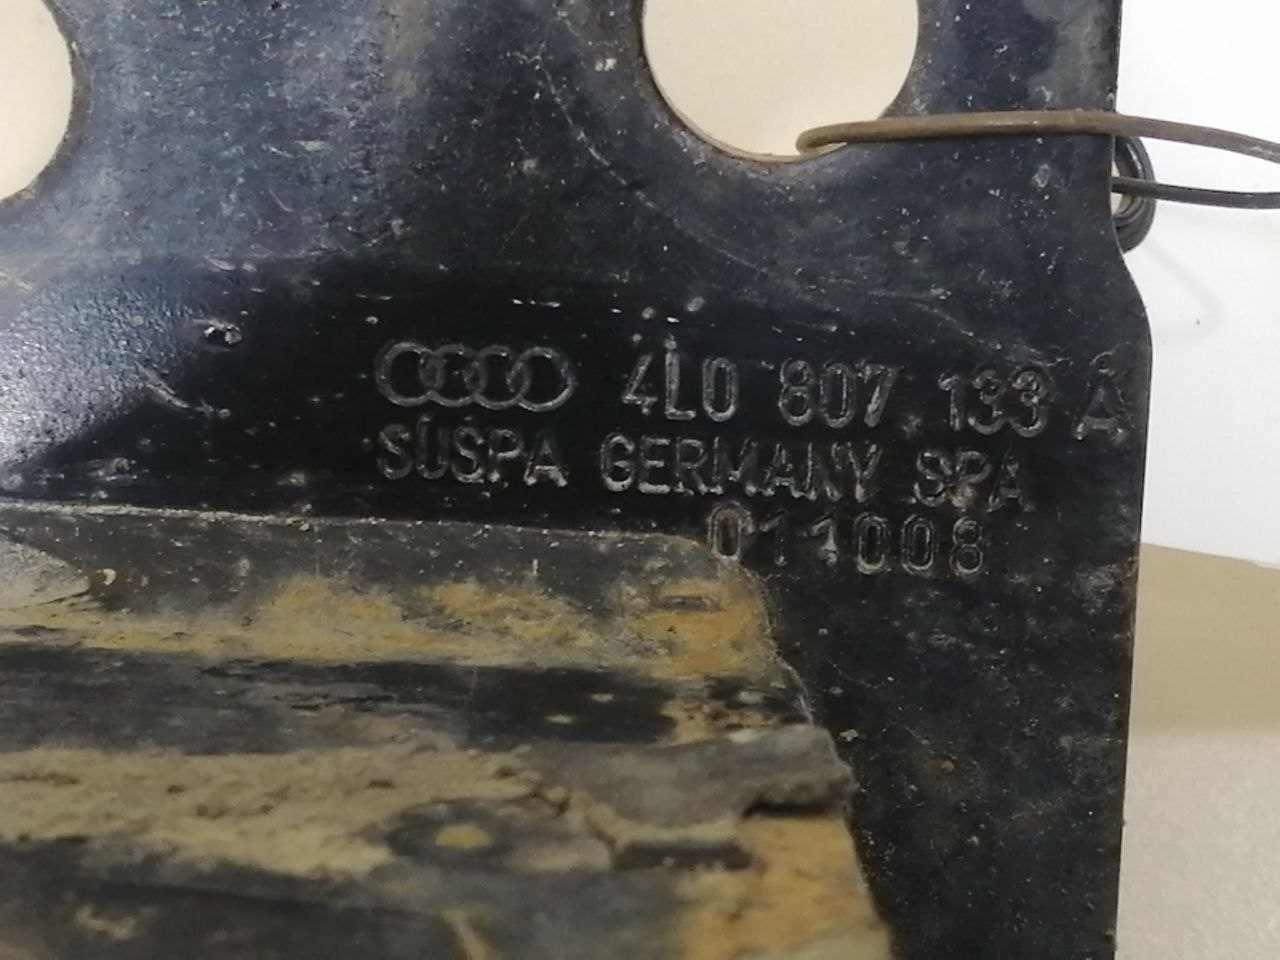 4L0 807 133 A
SUSPA GERMANY SPA
011008